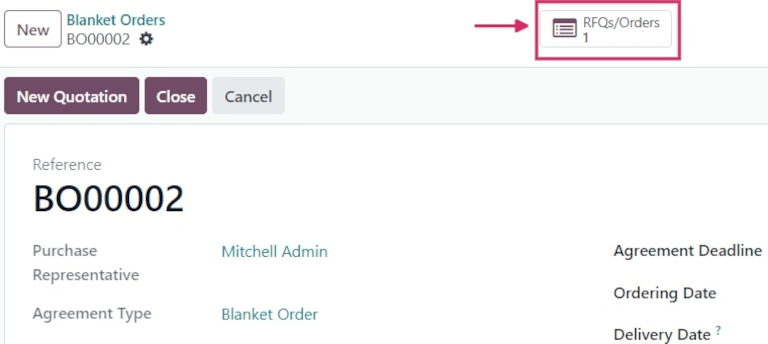 New
Blanket Orders
BO00002
RFQs/Orders
1
New Quotation
Close
Cancel
Reference
BO00002
Purchase
Representative
Mitchell Admin
Agreement Type
Blanket Order
Agreement Deadline
Ordering Date
Delivery Date ?